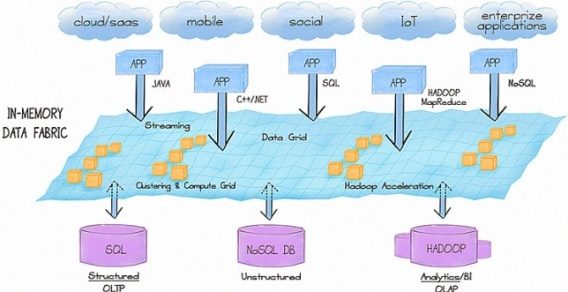 cloud/saas
mobile
social
IoT
enterprize
applications
APP
APP
APP
APP
APP
JAVA
C++/.NET
SQL
HADOOP
MapReduce
NoSQL
IN-MEMORY
DATA FABRIC
Streaming
Data Grid
Clustering & Compute Grid
Hadoop Acceleration
SQL
NoSQL DB
HADOOP
Structured
OLTP
Unstructured
Analytics/BI
OLAP